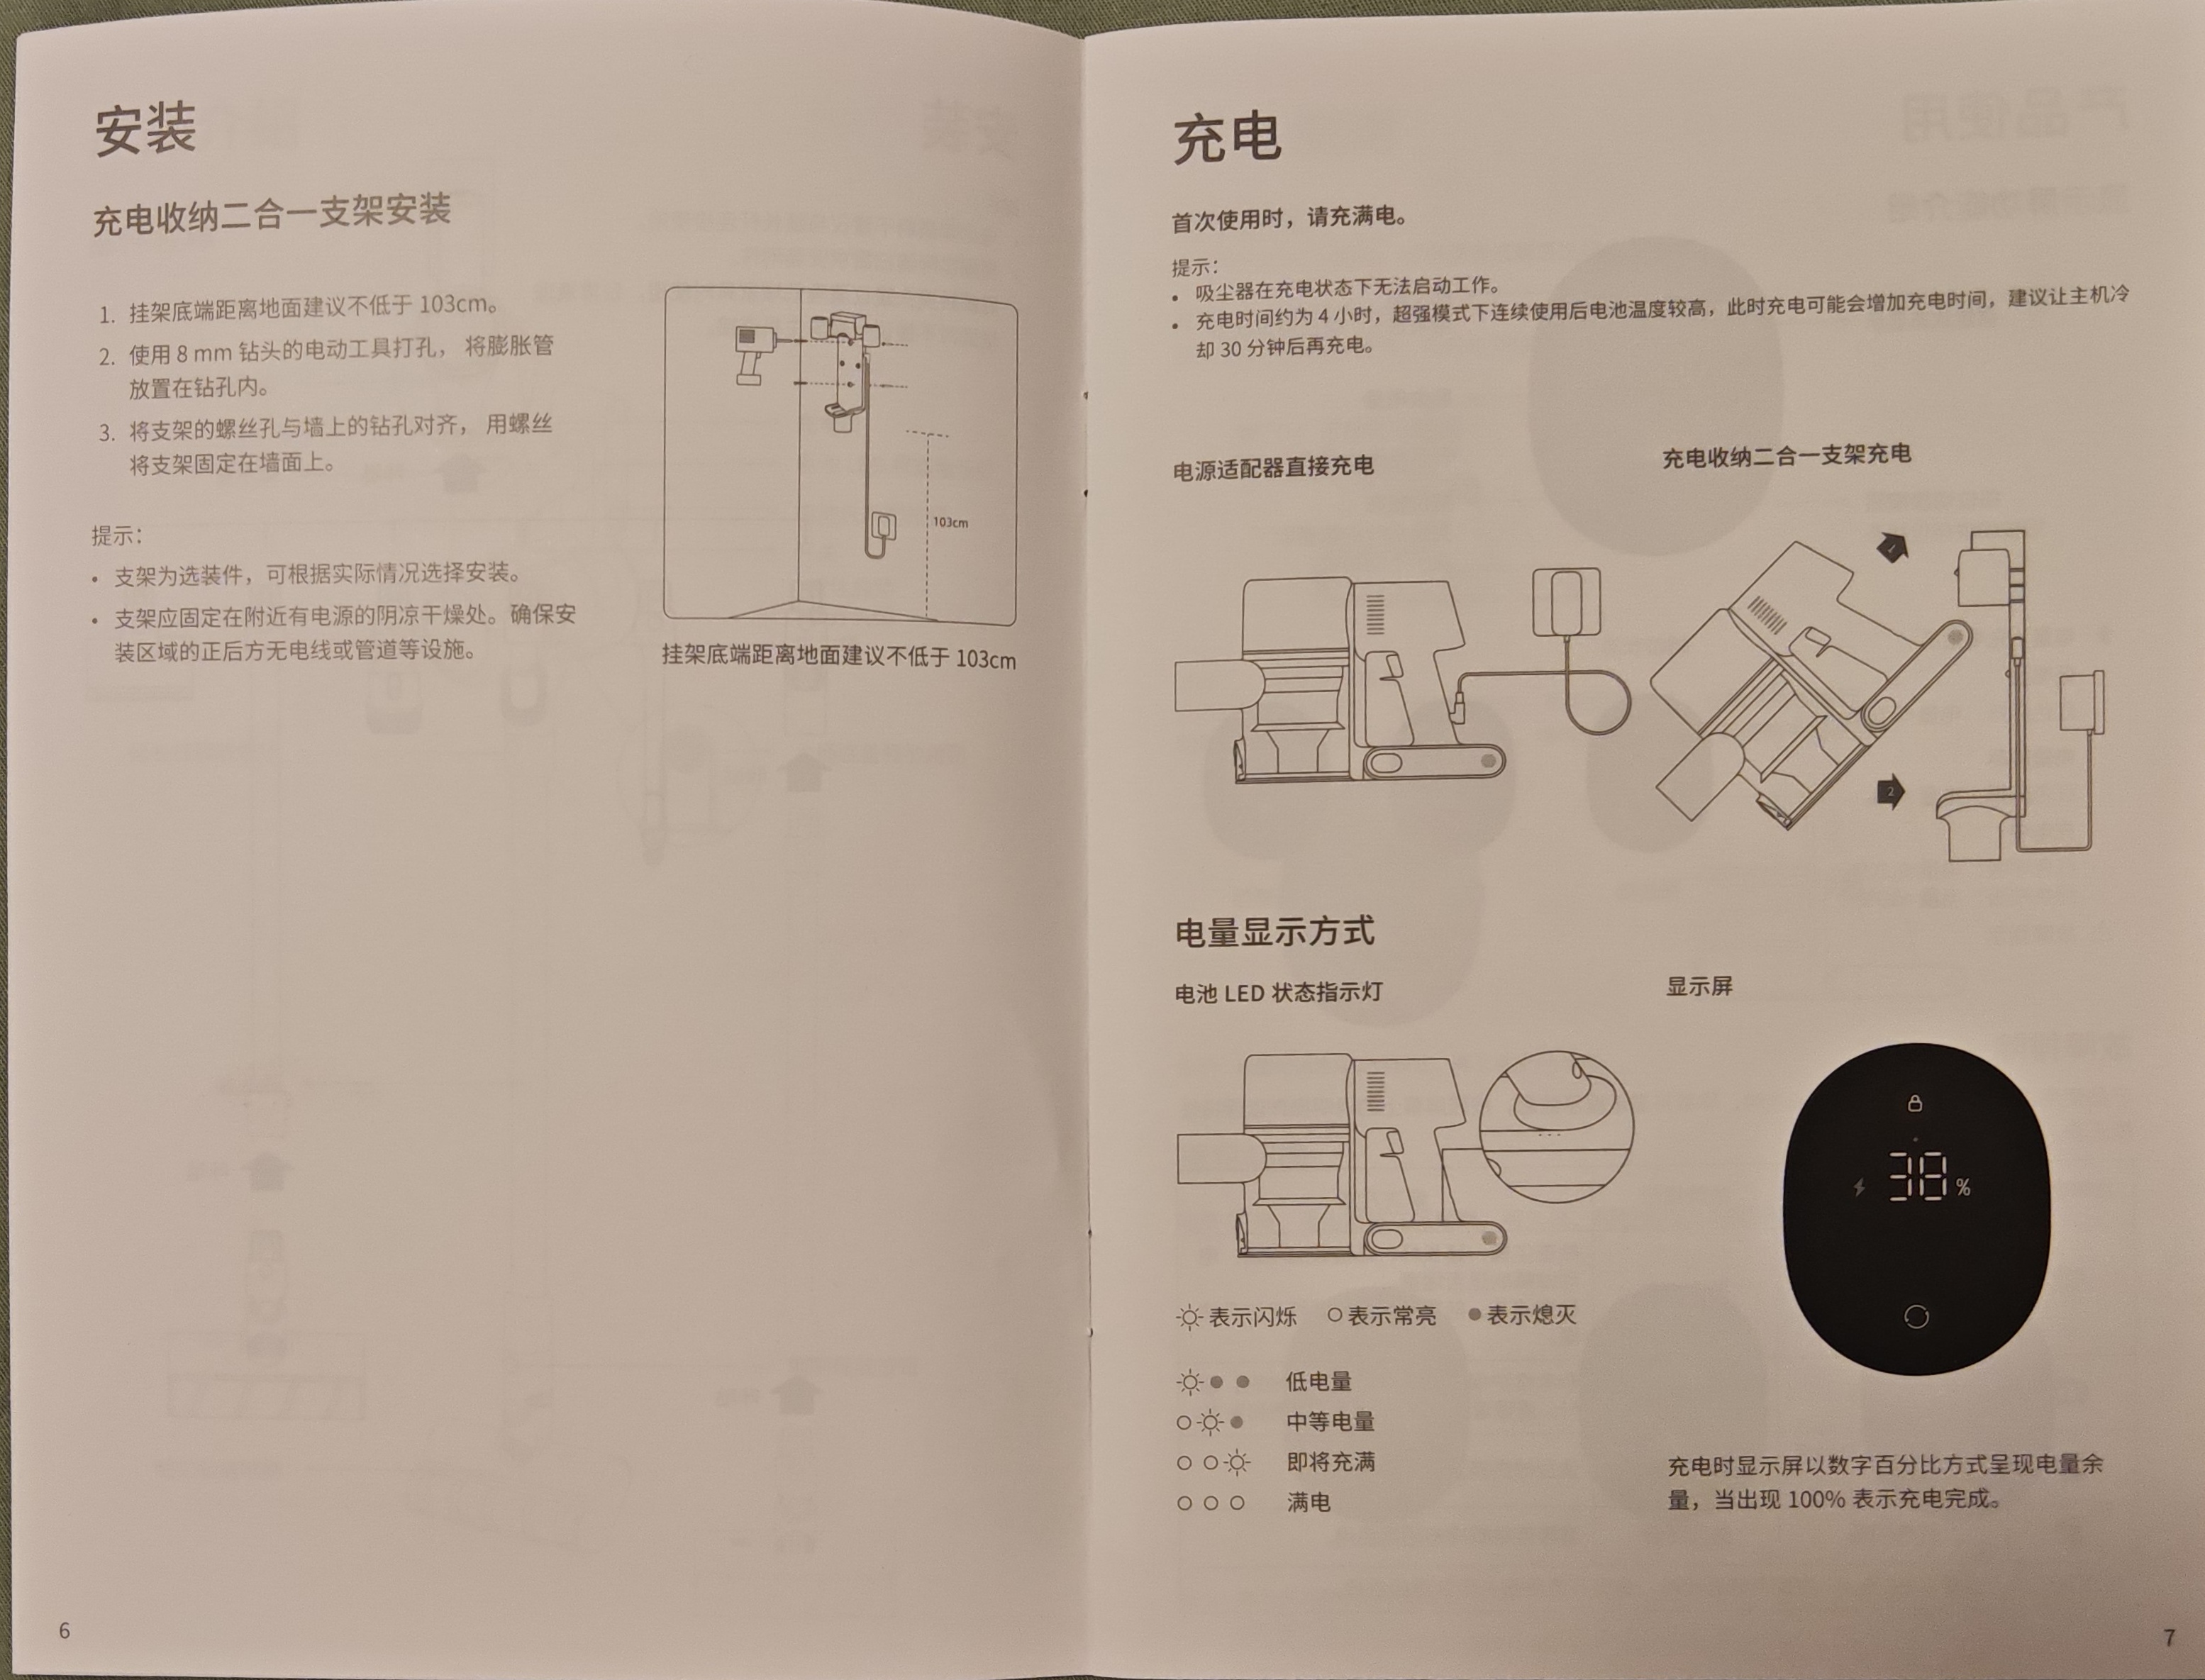 安装
充电收纳二合一支架安装
1. 挂架底端距离地面建议不低于 103cm。
2. 使用 8 mm 钻头的电动工具打孔， 将膨胀管
放置在钻孔内。
3. 将支架的螺丝孔与墙上的钻孔对齐， 用螺丝
将支架固定在墙面上。
提示：
• 支架为选装件，可根据实际情况选择安装。
• 支架应固定在附近有电源的阴凉干燥处。确保安
装区域的正后方无电线或管道等设施。
103cm
挂架底端距离地面建议不低于 103cm
6
充电
首次使用时，请充满电。
提示：
• 吸尘器在充电状态下无法启动工作。
• 充电时间约为 4 小时，超强模式下连续使用后电池温度较高，此时充电可能会增加充电时间，建议让主机冷
却 30 分钟后再充电。
电源适配器直接充电
充电收纳二合一支架充电
1
2
电量显示方式
电池 LED 状态指示灯
显示屏
38 %
表示闪烁 表示常亮 表示熄灭
低电量
中等电量
即将充满
满电
充电时显示屏以数字百分比方式呈现电量余
量，当出现 100% 表示充电完成。
7